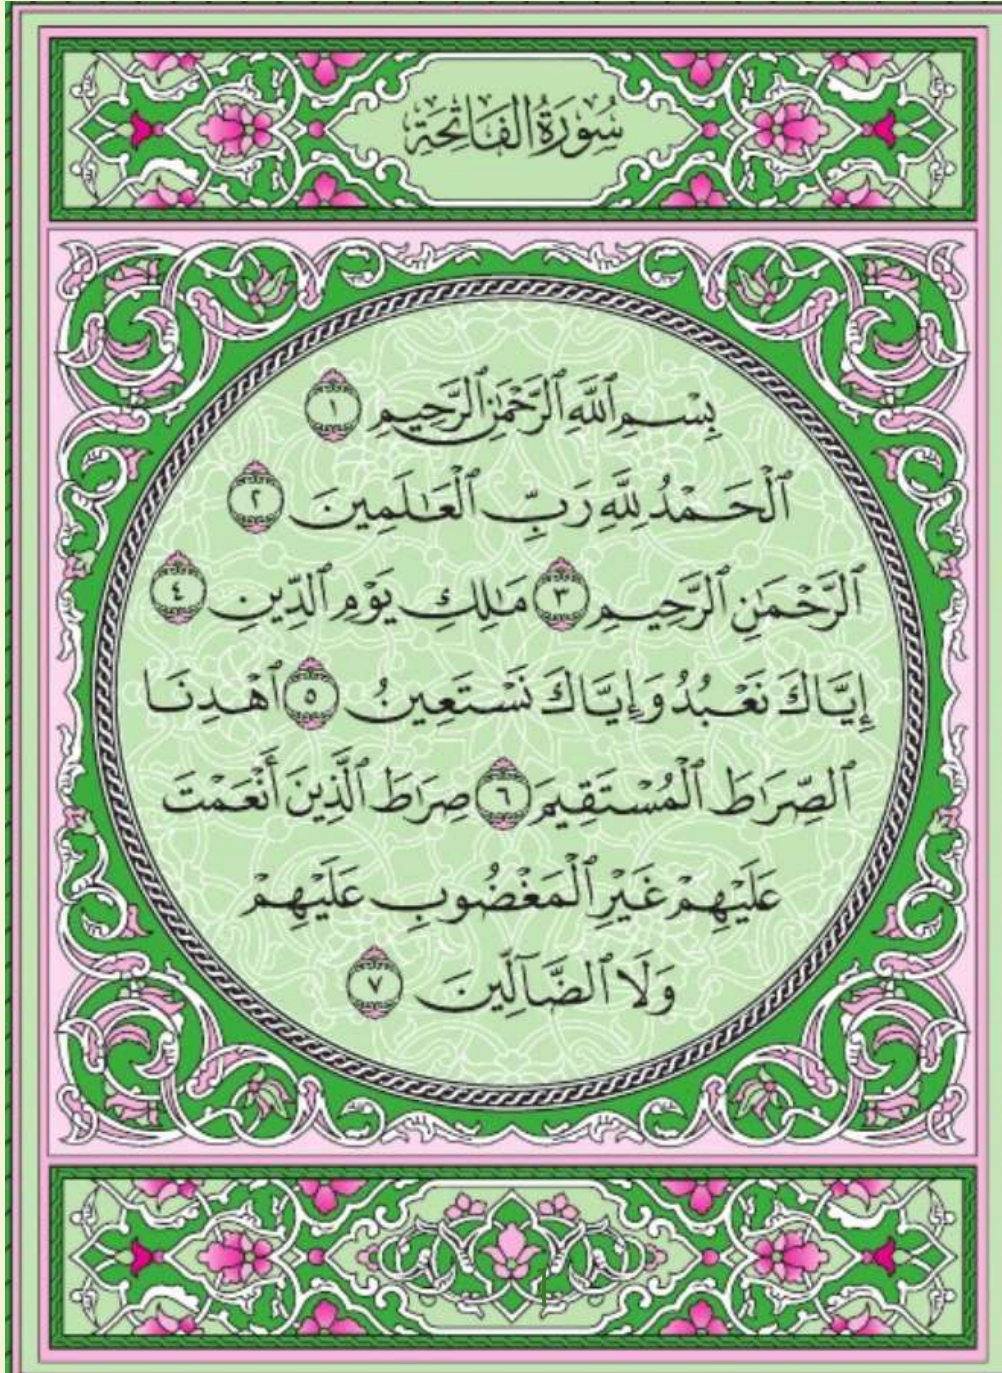 سُورَةُ الفَاتِحَةِ
بِسْمِ ٱللَّهِ ٱلرَّحْمَٰنِ ٱلرَّحِيمِ ١
ٱلْحَمْدُ لِلَّهِ رَبِّ ٱلْعَٰلَمِينَ ٢
ٱلرَّحْمَٰنِ ٱلرَّحِيمِ ٣ مَٰلِكِ يَوْمِ ٱلدِّينِ ٤
إِيَّاكَ نَعْبُدُ وَإِيَّاكَ نَسْتَعِينُ ٥ ٱهْدِنَا
ٱلصِّرَٰطَ ٱلْمُسْتَقِيمَ ٦ صِرَٰطَ ٱلَّذِينَ أَنْعَمْتَ
عَلَيْهِمْ غَيْرِ ٱلْمَغْضُوبِ عَلَيْهِمْ
وَلَا ٱلضَّآلِّينَ ٧
1